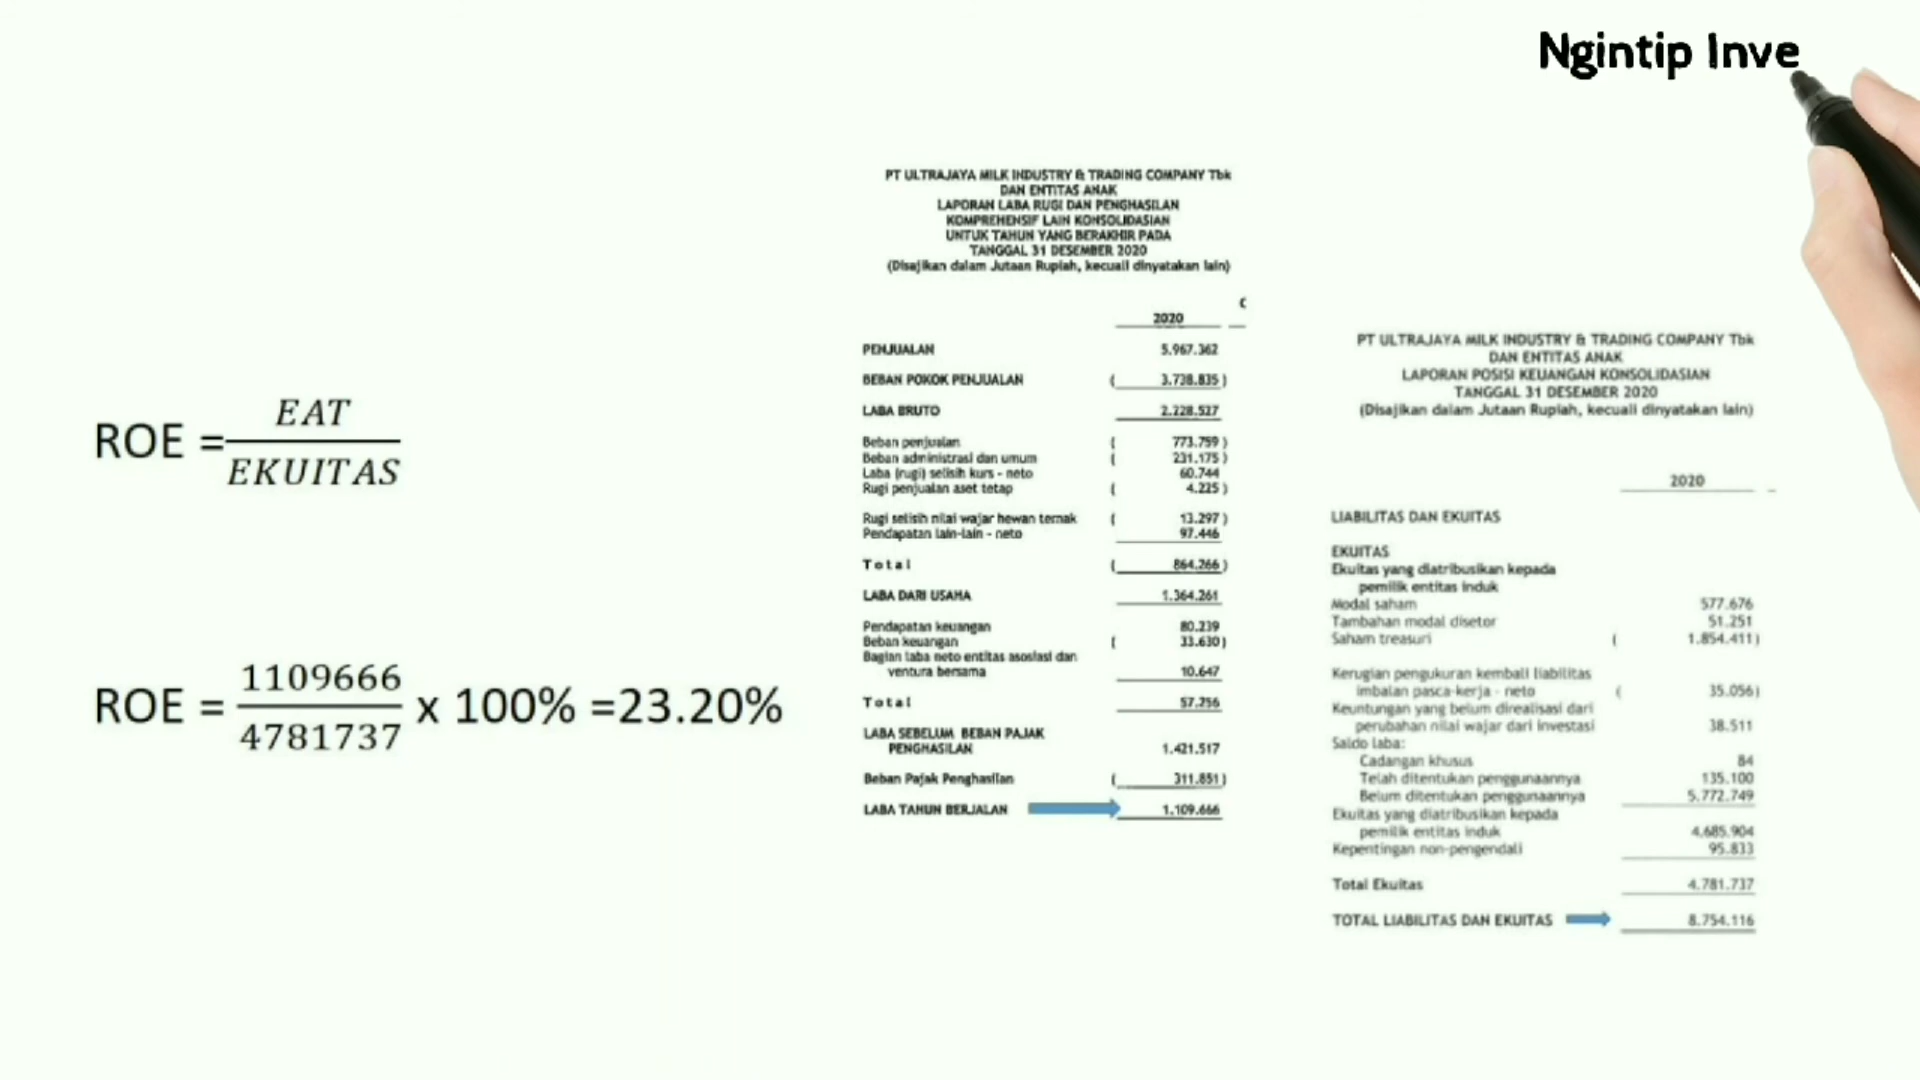 Ngintip Inve
ROE = EAT / EKUITAS
ROE = 1109666 / 4781737 x 100% =23.20%
PT ULTRAJAYA MILK INDUSTRY & TRADING COMPANY Tbk
DAN ENTITAS ANAK
LAPORAN LABA RUGI DAN PENGHASILAN
KOMPREHENSIF LAIN KONSOLIDASIAN
UNTUK TAHUN YANG BERAKHIR PADA
TANGGAL 31 DESEMBER 2020
(Disajikan dalam Jutaan Rupiah, kecuali dinyatakan lain)
2020
PENJUALAN 5.967.362
BEBAN POKOK PENJUALAN ( 3.738.835 )
LABA BRUTO 2.228.527
Beban penjualan ( 773.759 )
Beban administrasi dan umum ( 231.175 )
Laba (rugi) selisih kurs - neto 60.744
Rugi penjualan aset tetap ( 4.225 )
Rugi selisih nilai wajar hewan ternak ( 13.297 )
Pendapatan lain-lain - neto 97.446
Total ( 864.266 )
LABA DARI USAHA 1.364.261
Pendapatan keuangan 80.239
Beban keuangan ( 33.630 )
Bagian laba neto entitas asosiasi dan
ventura bersama 10.647
Total 57.256
LABA SEBELUM BEBAN PAJAK
PENGHASILAN 1.421.517
Beban Pajak Penghasilan ( 311.851 )
LABA TAHUN BERJALAN 1.109.666
PT ULTRAJAYA MILK INDUSTRY & TRADING COMPANY Tbk
DAN ENTITAS ANAK
LAPORAN POSISI KEUANGAN KONSOLIDASIAN
TANGGAL 31 DESEMBER 2020
(Disajikan dalam Jutaan Rupiah, kecuali dinyatakan lain)
2020
LIABILITAS DAN EKUITAS
EKUITAS
Ekuitas yang diatribusikan kepada
pemilik entitas induk
Modal saham 577.676
Tambahan modal disetor 51.251
Saham treasuri ( 1.854.411)
Kerugian pengukuran kembali liabilitas
imbalan pasca-kerja - neto ( 35.056)
Keuntungan yang belum direalisasi dari
perubahan nilai wajar dari investasi 38.511
Saldo laba:
Cadangan khusus 84
Telah ditentukan penggunaannya 135.100
Belum ditentukan penggunaannya 5.772.749
Ekuitas yang diatribusikan kepada
pemilik entitas induk 4.685.904
Kepentingan non-pengendali 95.833
Total Ekuitas 4.781.737
TOTAL LIABILITAS DAN EKUITAS 8.754.116